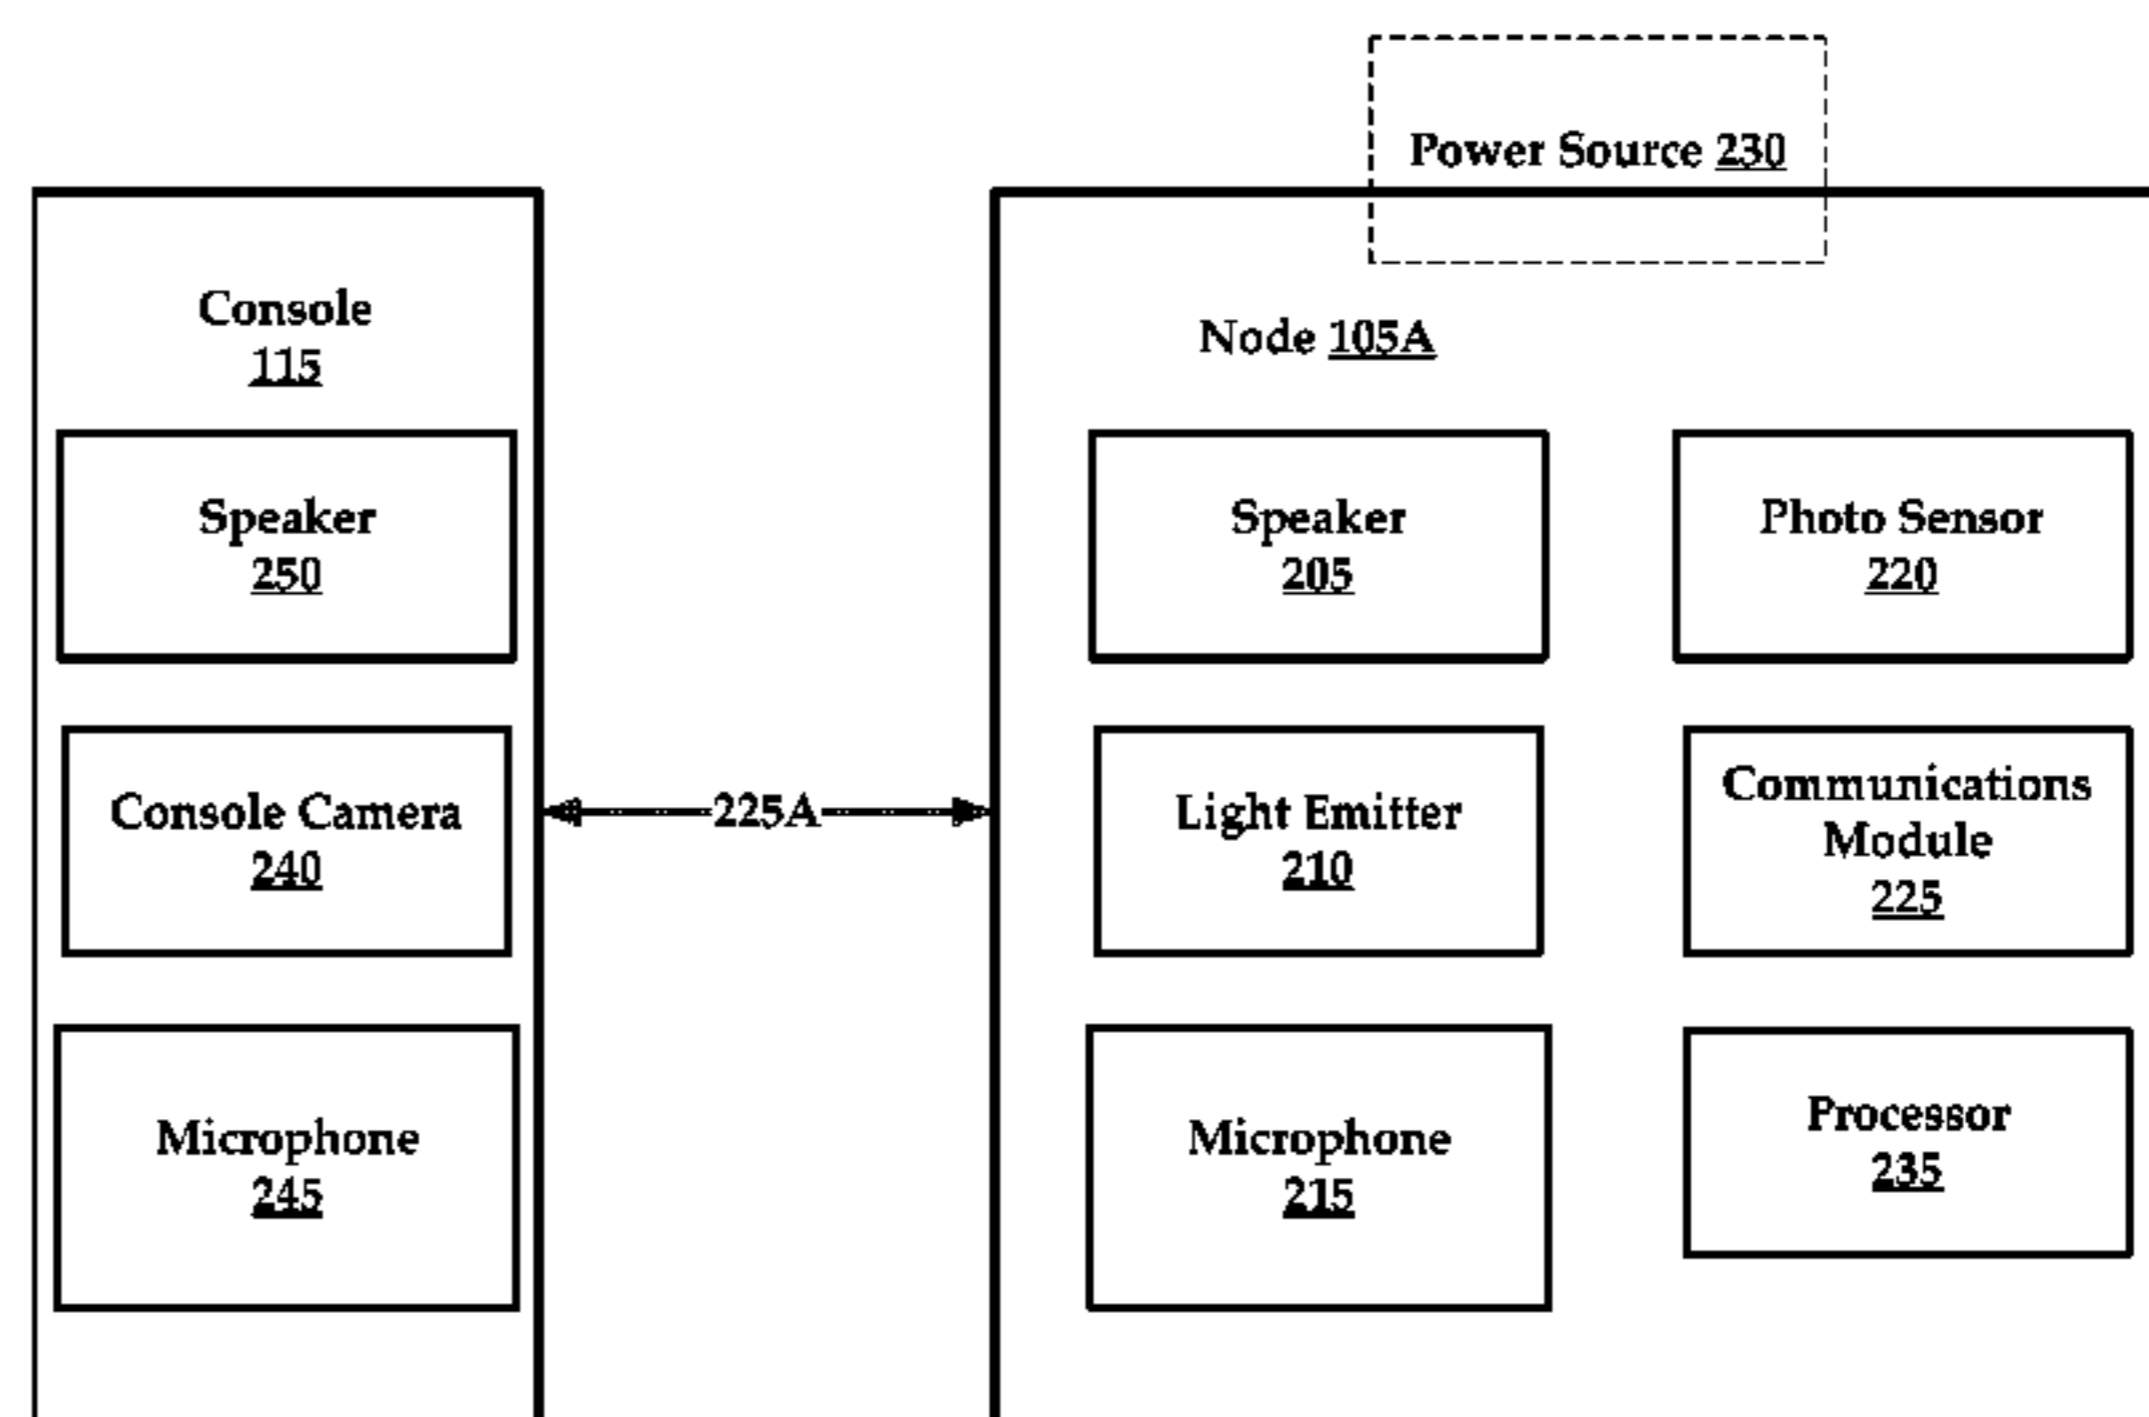 Power Source 230
Console
115
Speaker
250
Console Camera
240
Microphone
245
225A
Node 105A
Speaker
205
Photo Sensor
220
Light Emitter
210
Communications
Module
225
Microphone
215
Processor
235